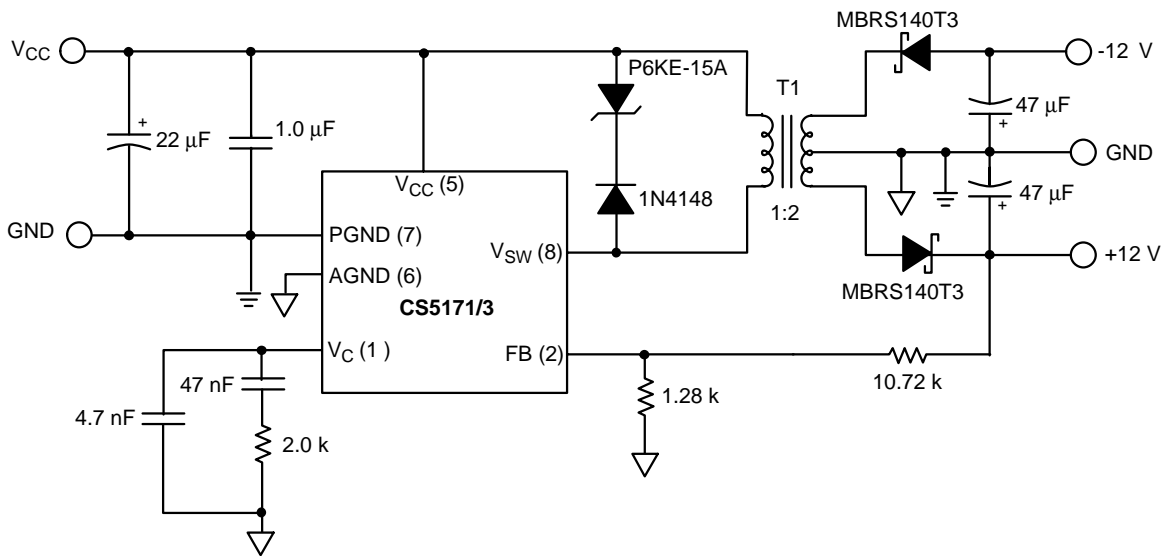 MBRS140T3
VCC
-12 V
P6KE-15A
T1
+
22 µF
1.0 µF
47 µF
+
GND
VCC (5)
1N4148
47 µF
1:2
+
GND
PGND (7)
VSW (8)
+12 V
AGND (6)
MBRS140T3
CS5171/3
VC (1 )
FB (2)
47 nF
10.72 k
1.28 k
4.7 nF
2.0 k